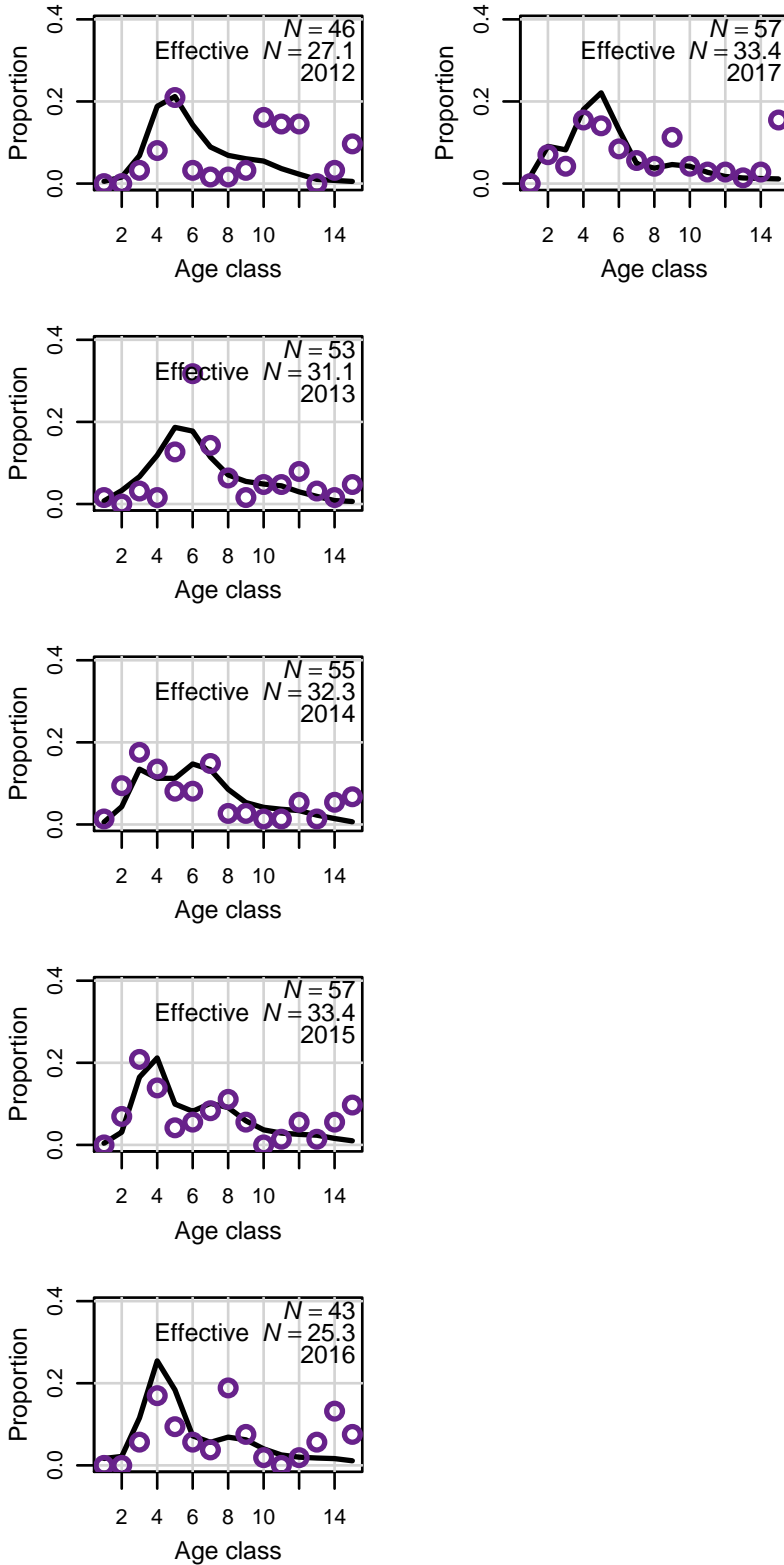 Proportion
0.4
0.2
0.0
N = 46
Effective N = 27.1
2012
2 4 6 8 10 14
Age class
Proportion
0.4
0.2
0.0
N = 57
Effective N = 33.4
2017
2 4 6 8 10 14
Age class
Proportion
0.4
0.2
0.0
N = 53
Effective N = 31.1
2013
2 4 6 8 10 14
Age class
Proportion
0.4
0.2
0.0
N = 55
Effective N = 32.3
2014
2 4 6 8 10 14
Age class
Proportion
0.4
0.2
0.0
N = 57
Effective N = 33.4
2015
2 4 6 8 10 14
Age class
Proportion
0.4
0.2
0.0
N = 43
Effective N = 25.3
2016
2 4 6 8 10 14
Age class